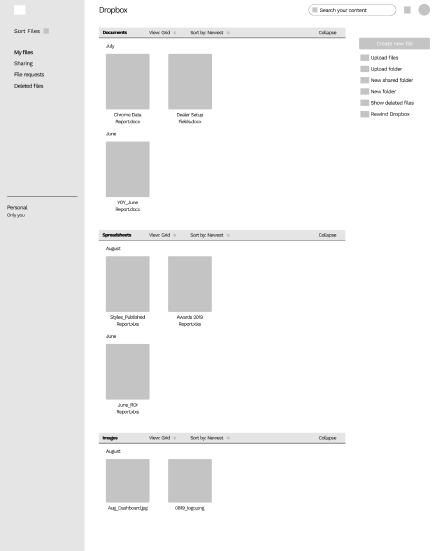 Dropbox
Search your content
Sort Files
My files
Sharing
File requests
Deleted files
Personal
Only you
Documents View: Grid Sort by: Newest Collapse
July
Chrome Data
Report.docx
Dealer Setup
Fields.docx
June
YOY_June
Report.docx
Spreadsheets View: Grid Sort by: Newest Collapse
August
Styles_Published
Report.xlsx
Awards 2019
Report.xlsx
June
June_ROI
Report.xlsx
Images View: Grid Sort by: Newest Collapse
August
Aug_Dashboard.jpg
0819_logo.png
Create new file
Upload files
Upload folder
New shared folder
New folder
Show deleted files
Rewind Dropbox